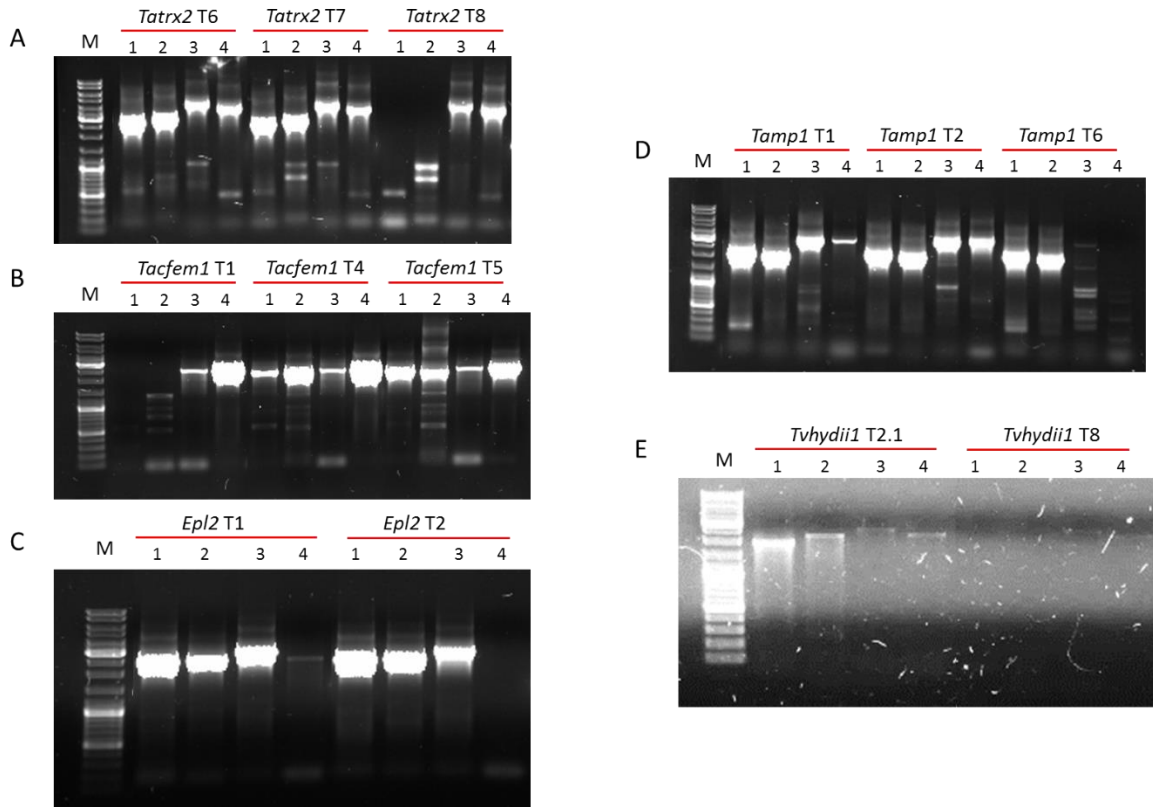 A
Tatrx2 T6 Tatrx2 T7 Tatrx2 T8
M 1 2 3 4 1 2 3 4 1 2 3 4
B
Tacfem1 T1 Tacfem1 T4 Tacfem1 T5
M 1 2 3 4 1 2 3 4 1 2 3 4
C
Epl2 T1 Epl2 T2
M 1 2 3 4 1 2 3 4
D
Tamp1 T1 Tamp1 T2 Tamp1 T6
M 1 2 3 4 1 2 3 4 1 2 3 4
E
Tvhydii1 T2.1 Tvhydii1 T8
M 1 2 3 4 1 2 3 4